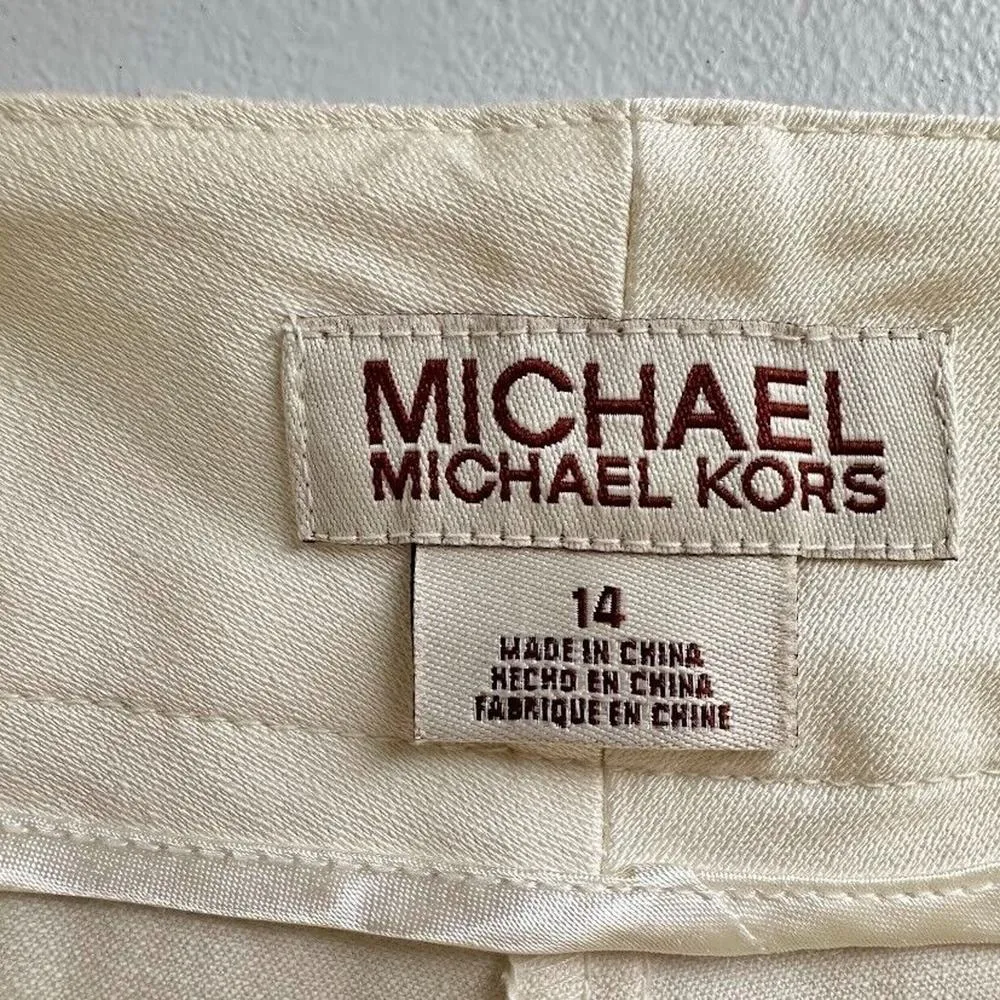 MICHAEL
MICHAEL KORS
14
MADE IN CHINA
HECHO EN CHINA
FABRIQUE EN CHINE